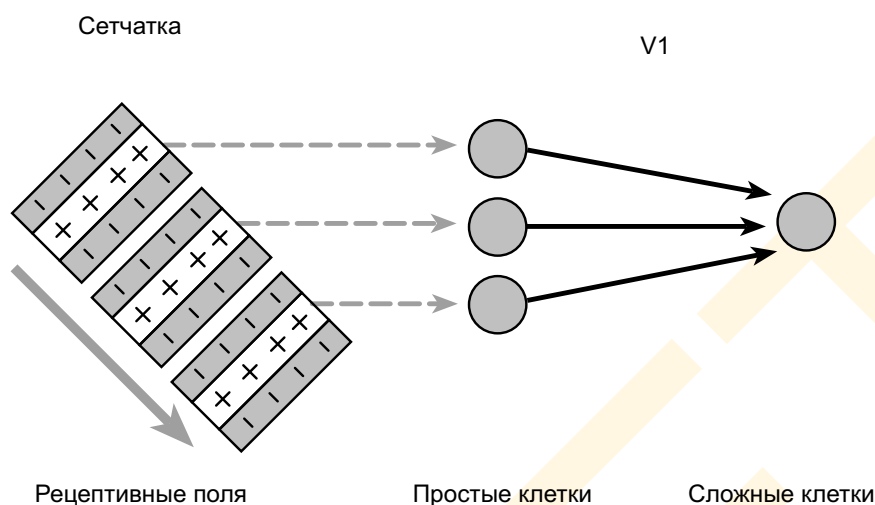 Сетчатка
V1
Рецептивные поля
Простые клетки
Сложные клетки